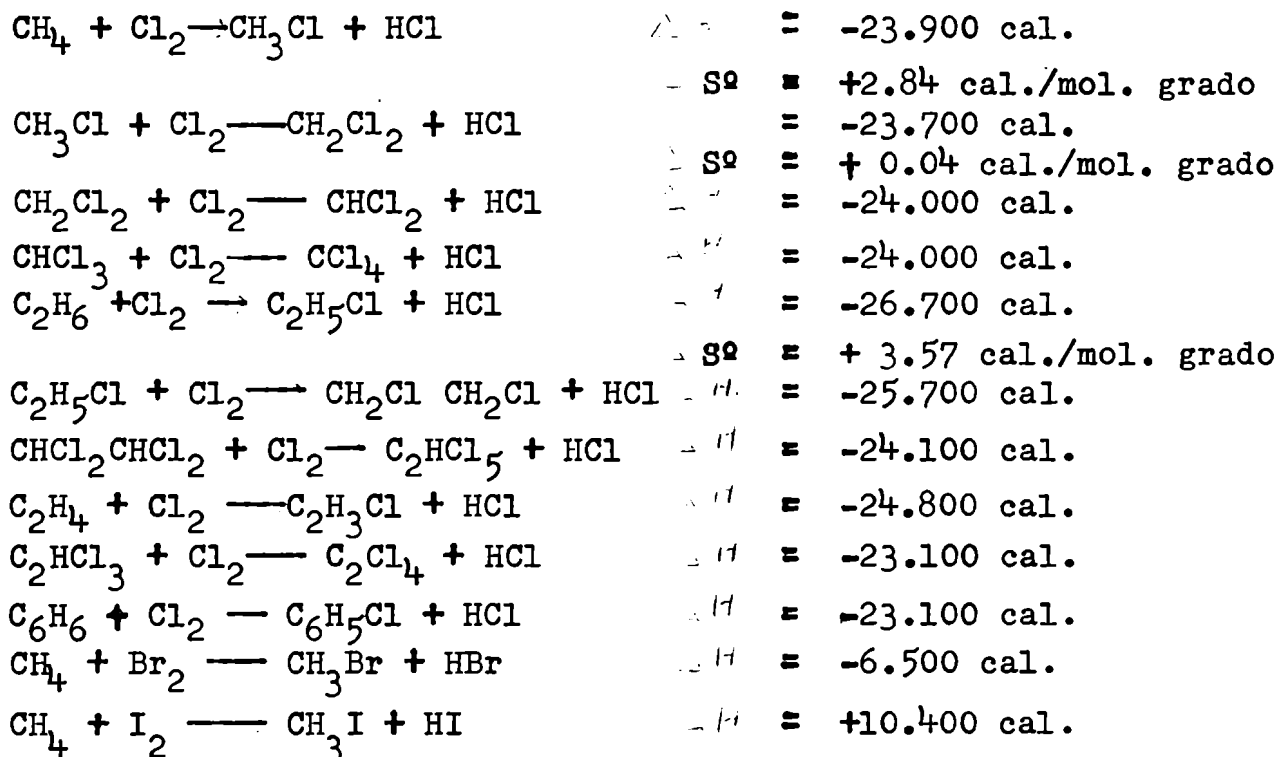 CH4 + Cl2→CH3Cl + HCl = -23.900 cal.
Sº = +2.84 cal./mol. grado
CH3Cl + Cl2——CH2Cl2 + HCl = -23.700 cal.
Sº = + 0.04 cal./mol. grado
CH2Cl2 + Cl2—— CHCl2 + HCl = -24.000 cal.
CHCl3 + Cl2—— CCl4 + HCl = -24.000 cal.
C2H6 +Cl2 → C2H5Cl + HCl = -26.700 cal.
Sº = + 3.57 cal./mol. grado
C2H5Cl + Cl2→ CH2Cl CH2Cl + HCl H = -25.700 cal.
CHCl2CHCl2 + Cl2— C2HCl5 + HCl H = -24.100 cal.
C2H4 + Cl2 ——C2H3Cl + HCl H = -24.800 cal.
C2HCl3 + Cl2—— C2Cl4 + HCl H = -23.100 cal.
C6H6 + Cl2 —— C6H5Cl + HCl H = -23.100 cal.
CH4 + Br2 —— CH3Br + HBr H = -6.500 cal.
CH4 + I2 —— CH3I + HI H = +10.400 cal.